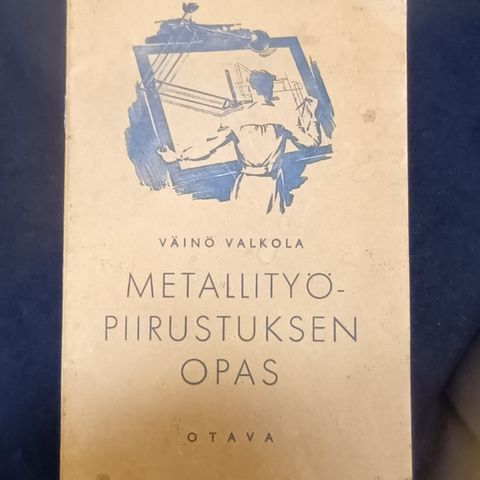 VÄINÖ VALKOLA
METALLITYÖ-
PIIRUSTUKSEN
OPAS
OTAVA